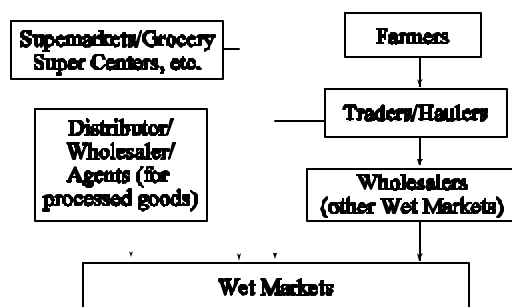 Supemarkets/Grocery
Super Centers, etc.
Farmers
Traders/Haulers
Distributor/
Wholesaler/
Agents (for
processed goods)
Wholesalers
(other Wet Markets)
Wet Markets